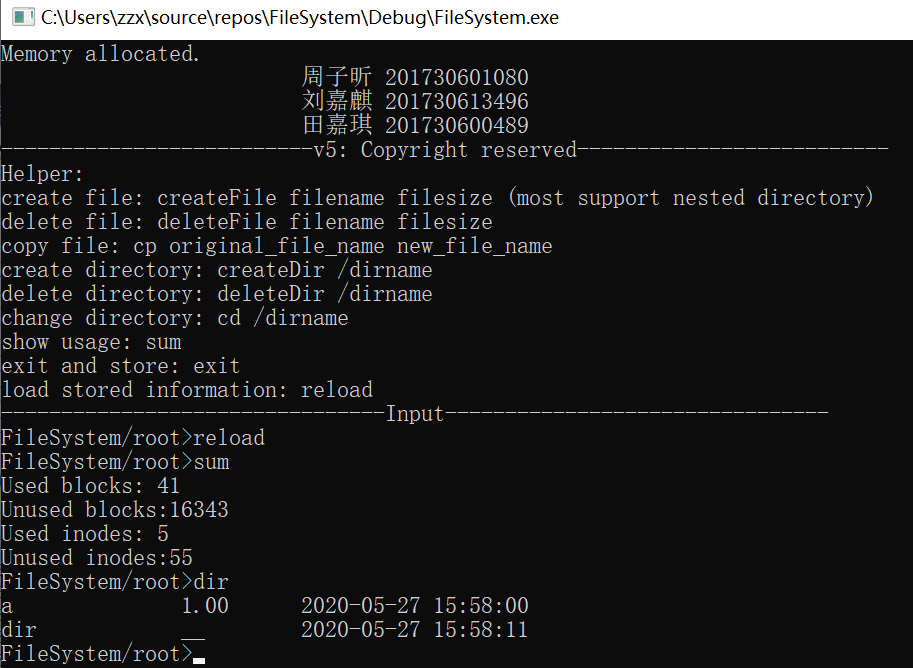 C:\Users\zzx\source\repos\FileSystem\Debug\FileSystem.exe
Memory allocated.
周子昕 201730601080
刘嘉麒 201730613496
田嘉琪 201730600489
--------------------------v5: Copyright reserved--------------------------
Helper:
create file: createFile filename filesize (most support nested directory)
delete file: deleteFile filename filesize
copy file: cp original_file_name new_file_name
create directory: createDir /dirname
delete directory: deleteDir /dirname
change directory: cd /dirname
show usage: sum
exit and store: exit
load stored information: reload
--------------------------------Input--------------------------------
FileSystem/root>reload
FileSystem/root>sum
Used blocks: 41
Unused blocks:16343
Used inodes: 5
Unused inodes:55
FileSystem/root>dir
a 1.00 2020-05-27 15:58:00
dir __ 2020-05-27 15:58:11
FileSystem/root>